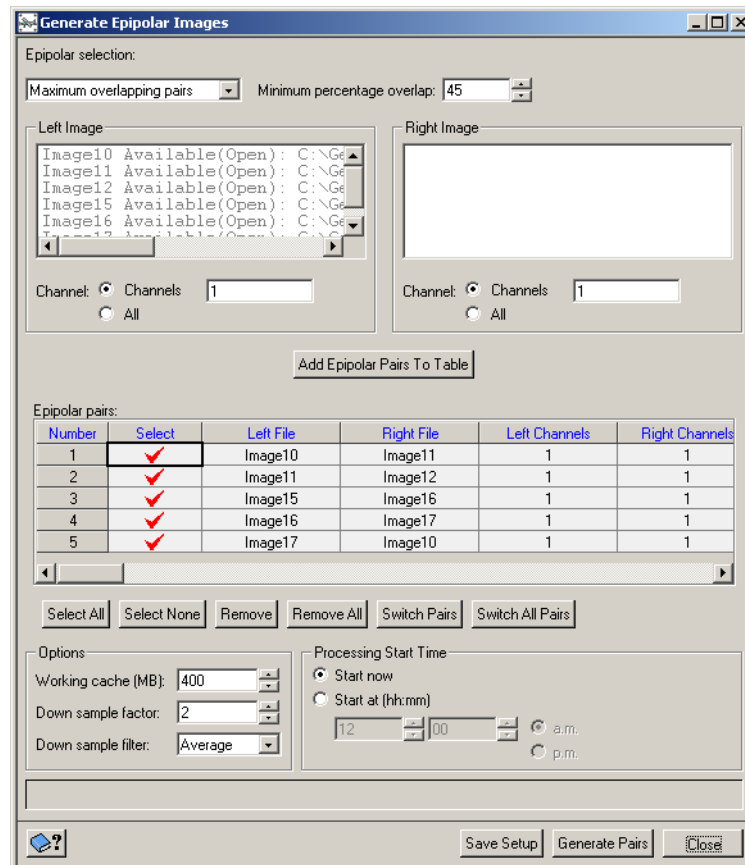 Generate Epipolar Images
Epipolar selection:
Maximum overlapping pairs Minimum percentage overlap: 45
Left Image Right Image
Image10 Available(Open): C:\Ge
Image11 Available(Open): C:\Ge
Image12 Available(Open): C:\Ge
Image15 Available(Open): C:\Ge
Image16 Available(Open): C:\Ge
Channel: Channels 1 Channel: Channels 1
All All
Add Epipolar Pairs To Table
Epipolar pairs:
Number Select Left File Right File Left Channels Right Channels
1 Image10 Image11 1 1
2 Image11 Image12 1 1
3 Image15 Image16 1 1
4 Image16 Image17 1 1
5 Image17 Image10 1 1
Select All Select None Remove Remove All Switch Pairs Switch All Pairs
Options Processing Start Time
Working cache (MB): 400 Start now
Down sample factor: 2 Start at (hh:mm)
12 00 a.m.
Down sample filter: Average p.m.
? Save Setup Generate Pairs Close